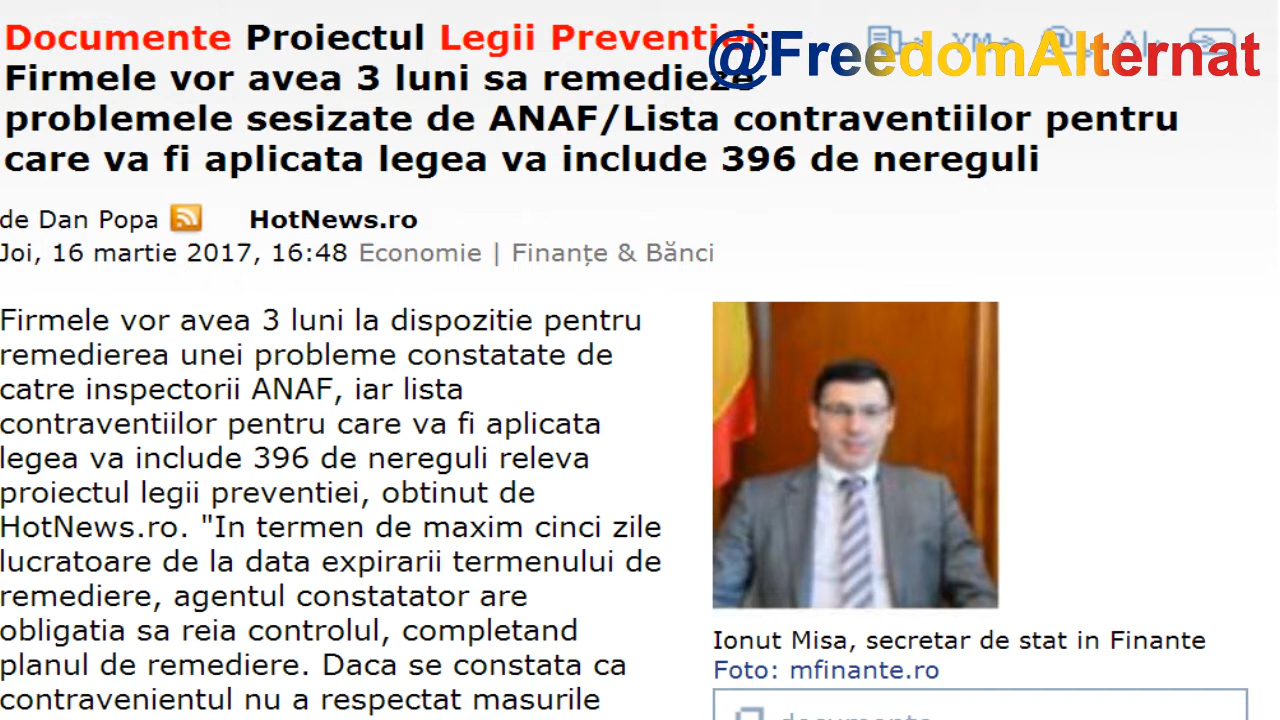 Documente Proiectul Legii Preventiei:
@FreedomAlternat
Firmele vor avea 3 luni sa remedieze
problemele sesizate de ANAF/Lista contraventiilor pentru
care va fi aplicata legea va include 396 de nereguli
de Dan Popa HotNews.ro
Joi, 16 martie 2017, 16:48 Economie | Finanțe & Bănci
Firmele vor avea 3 luni la dispozitie pentru
remedierea unei probleme constatate de
catre inspectorii ANAF, iar lista
contraventiilor pentru care va fi aplicata
legea va include 396 de nereguli releva
proiectul legii preventiei, obtinut de
HotNews.ro. "In termen de maxim cinci zile
lucratoare de la data expirarii termenului de
remediere, agentul constatator are
obligatia sa reia controlul, completand
planul de remediere. Daca se constata ca
contravenientul nu a respectat masurile
Ionut Misa, secretar de stat in Finante
Foto: mfinante.ro
documente